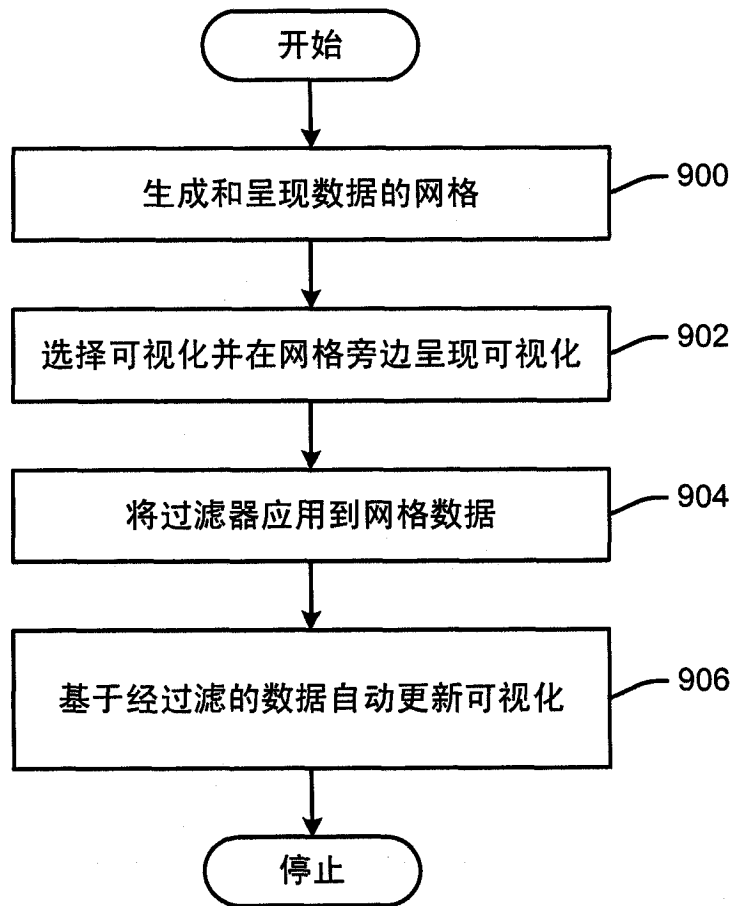 开始
生成和呈现数据的网格
900
选择可视化并在网格旁边呈现可视化
902
将过滤器应用到网格数据
904
基于经过滤的数据自动更新可视化
906
停止